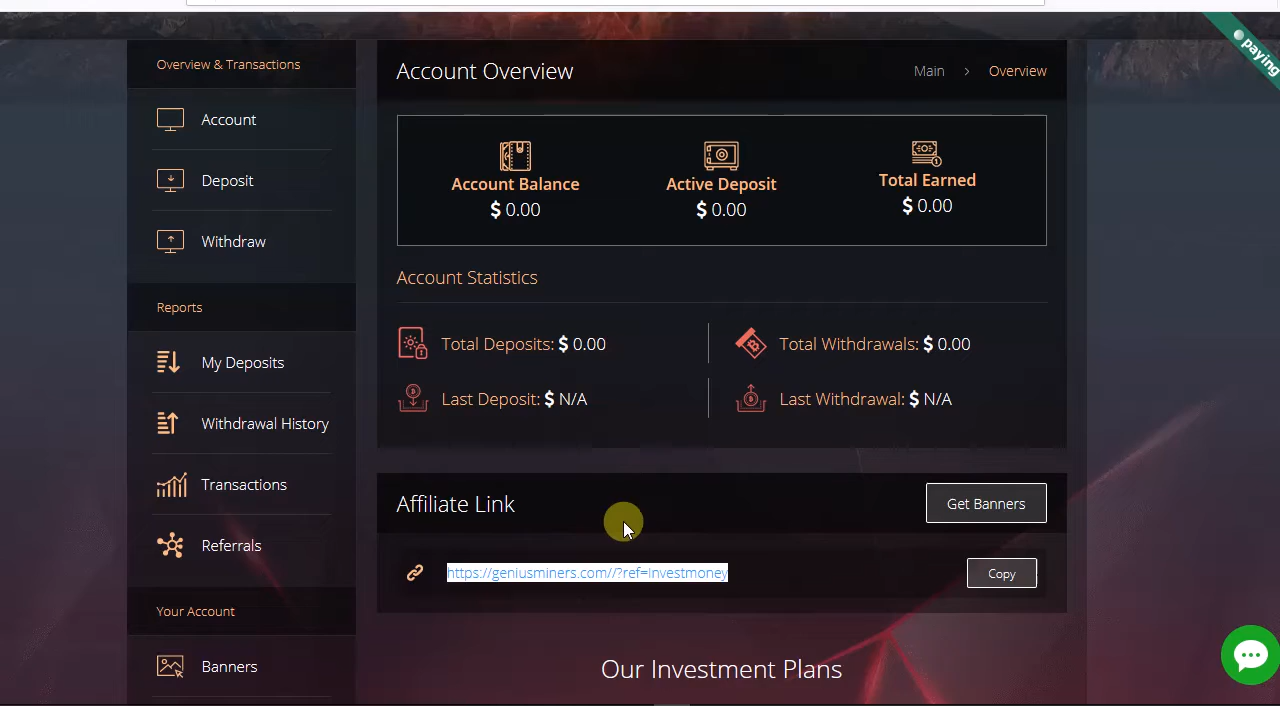 paying
Overview & Transactions
Account
Deposit
Withdraw
Reports
My Deposits
Withdrawal History
Transactions
Referrals
Your Account
Banners
Account Overview
Main > Overview
Account Balance
$ 0.00
Active Deposit
$ 0.00
Total Earned
$ 0.00
Account Statistics
Total Deposits: $ 0.00
Total Withdrawals: $ 0.00
Last Deposit: $ N/A
Last Withdrawal: $ N/A
Affiliate Link
Get Banners
https://geniusminers.com//?ref=investmoney
Copy
Our Investment Plans